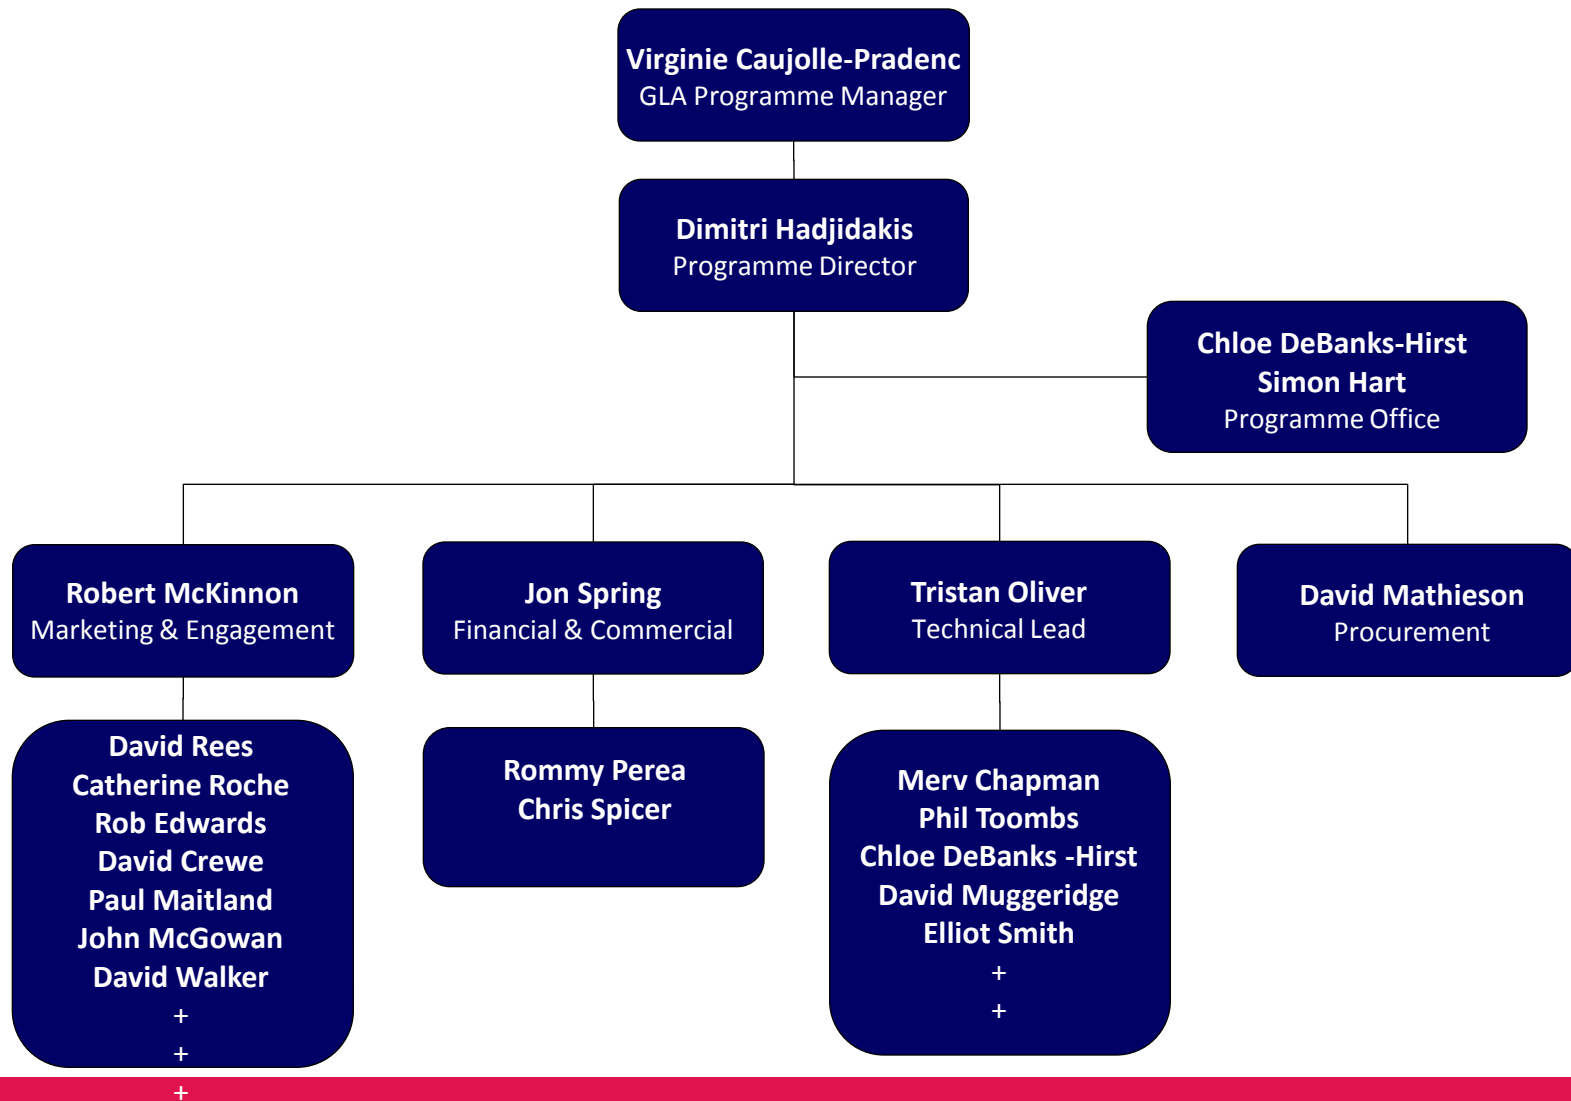 Virginie Caujolle-Pradenc
GLA Programme Manager
Dimitri Hadjidakis
Programme Director
Chloe DeBanks-Hirst
Simon Hart
Programme Office
Robert McKinnon
Marketing & Engagement
Jon Spring
Financial & Commercial
Tristan Oliver
Technical Lead
David Mathieson
Procurement
David Rees
Catherine Roche
Rob Edwards
David Crewe
Paul Maitland
John McGowan
David Walker
+
+
+
Rommy Perea
Chris Spicer
Merv Chapman
Phil Toombs
Chloe DeBanks -Hirst
David Muggeridge
Elliot Smith
+
+